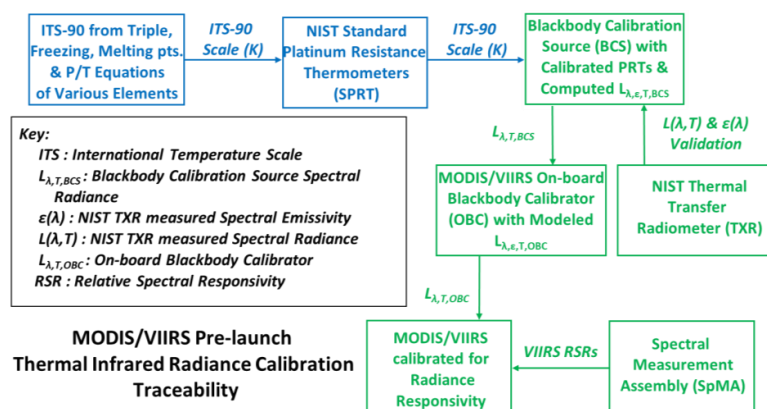 ITS-90 from Triple,
Freezing, Melting pts.
& P/T Equations
of Various Elements
ITS-90
Scale (K)
NIST Standard
Platinum Resistance
Thermometers
(SPRT)
ITS-90
Scale (K)
Blackbody Calibration
Source (BCS) with
Calibrated PRTs &
Computed Lλ,ε,T,BCS
Key:
ITS : International Temperature Scale
Lλ,T,BCS : Blackbody Calibration Source Spectral
Radiance
ε(λ) : NIST TXR measured Spectral Emissivity
L(λ,T) : NIST TXR measured Spectral Radiance
Lλ,T,OBC : On-board Blackbody Calibrator
RSR : Relative Spectral Responsivity
Lλ,T,BCS
L(λ,T) & ε(λ)
Validation
MODIS/VIIRS On-board
Blackbody Calibrator
(OBC) with Modeled
Lλ,ε,T,OBC
NIST Thermal
Transfer
Radiometer (TXR)
Lλ,T,OBC
MODIS/VIIRS Pre-launch
Thermal Infrared Radiance Calibration
Traceability
MODIS/VIIRS
calibrated for
Radiance
Responsivity
VIIRS RSRs
Spectral
Measurement
Assembly (SpMA)